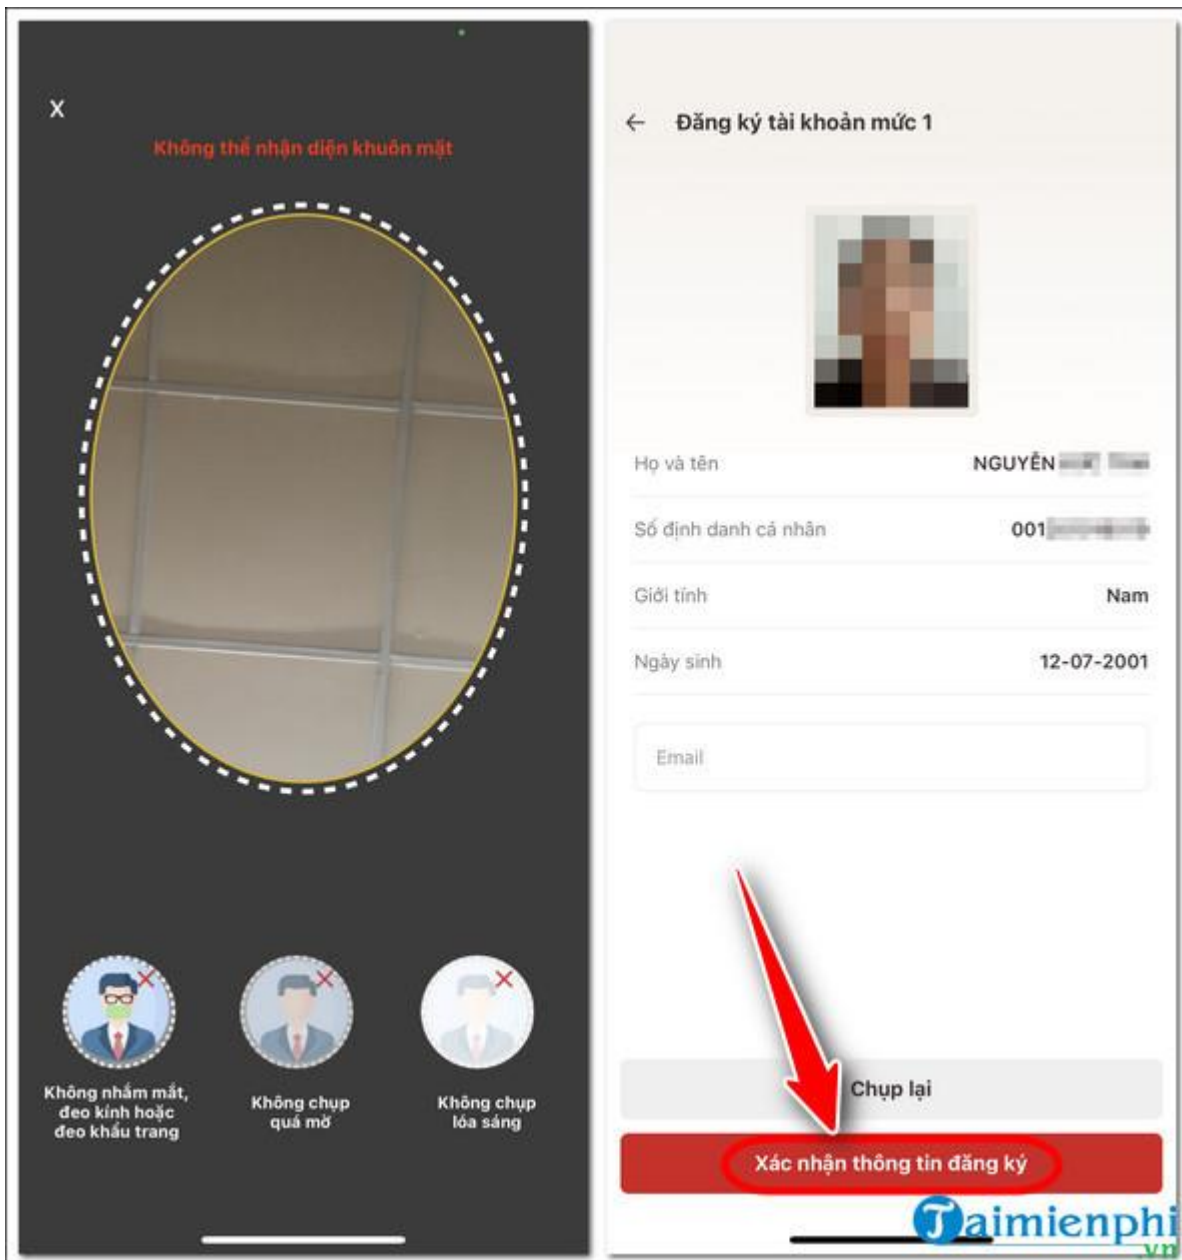 X
Không thể nhận diện khuôn mặt
Không nhắm mắt,
đeo kính hoặc
đeo khẩu trang
Không chụp
quá mờ
Không chụp
lóa sáng
← Đăng ký tài khoản mức 1
Họ và tên NGUYỄN
Số định danh cá nhân 001
Giới tính Nam
Ngày sinh 12-07-2001
Email
Chụp lại
Xác nhận thông tin đăng ký
Taimienphi
.vn